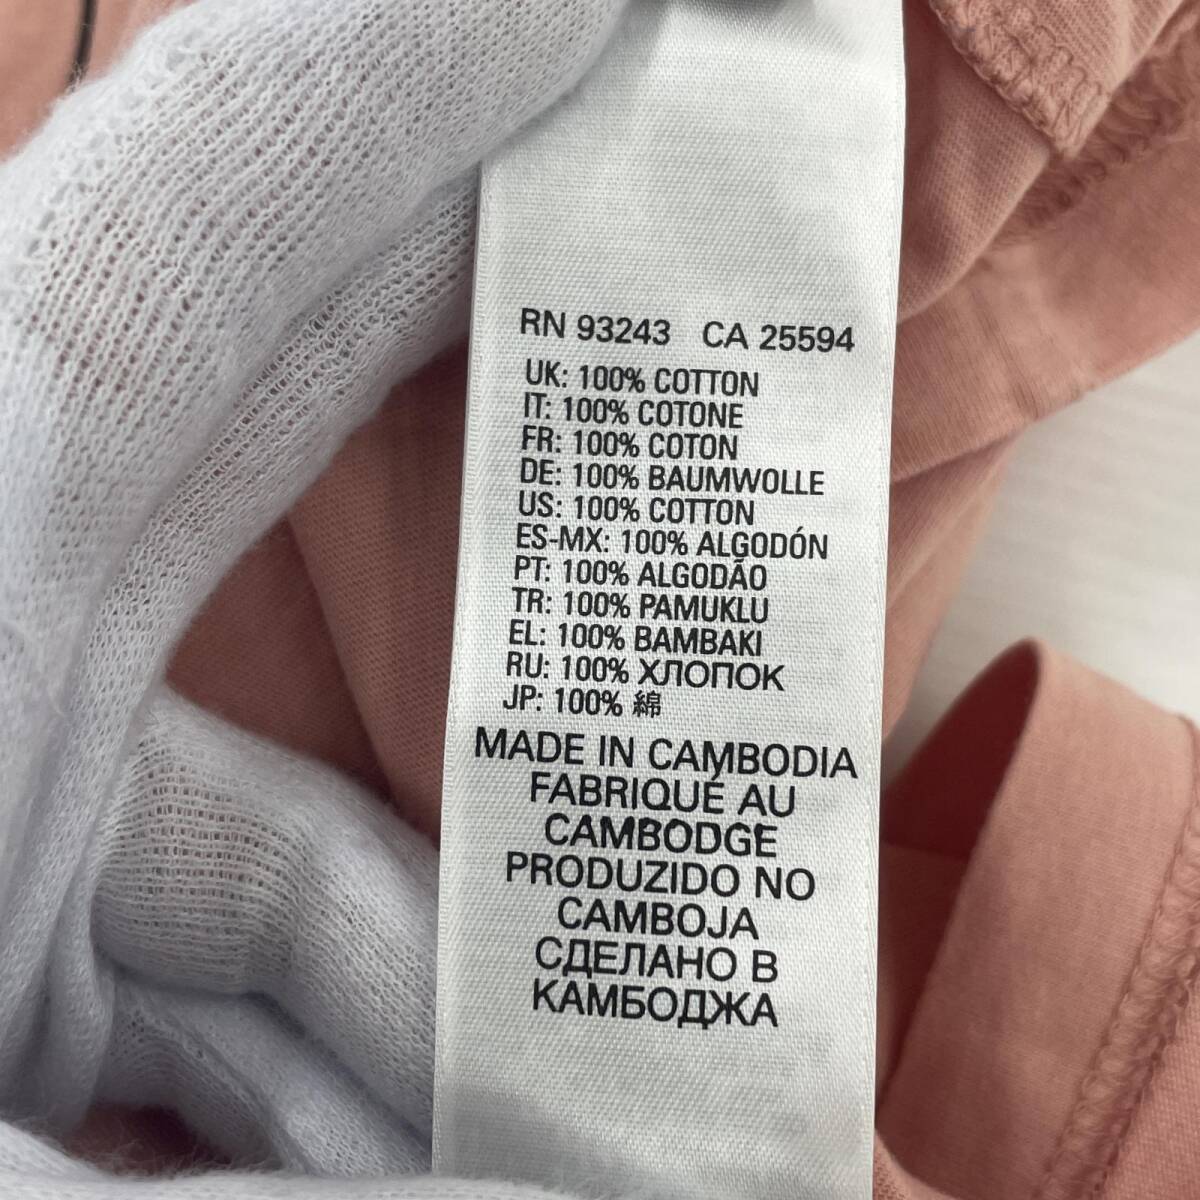 RN 93243 CA 25594
UK: 100% COTTON
IT: 100% COTONE
FR: 100% COTON
DE: 100% BAUMWOLLE
US: 100% COTTON
ES-MX: 100% ALGODÓN
PT: 100% ALGODÃO
TR: 100% PAMUKLU
EL: 100% BAMBAKI
RU: 100% ХЛОПОК
JP: 100% 綿
MADE IN CAMBODIA
FABRIQUÉ AU
CAMBODGE
PRODUZIDO NO
CAMBOJA
СДЕЛАНО В
КАМБОДЖА